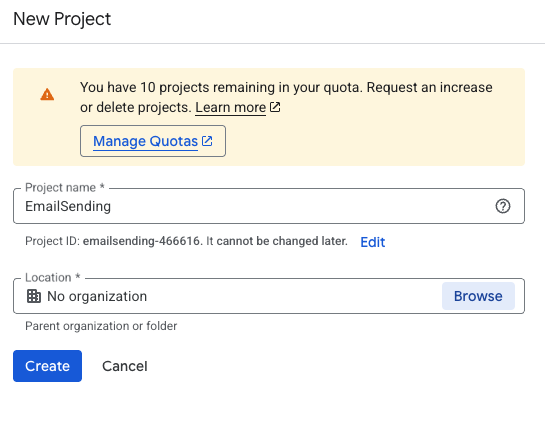 New Project
You have 10 projects remaining in your quota. Request an increase
or delete projects. Learn more
Manage Quotas
Project name *
EmailSending
Project ID: emailsending-466616. It cannot be changed later. Edit
Location *
No organization Browse
Parent organization or folder
Create Cancel